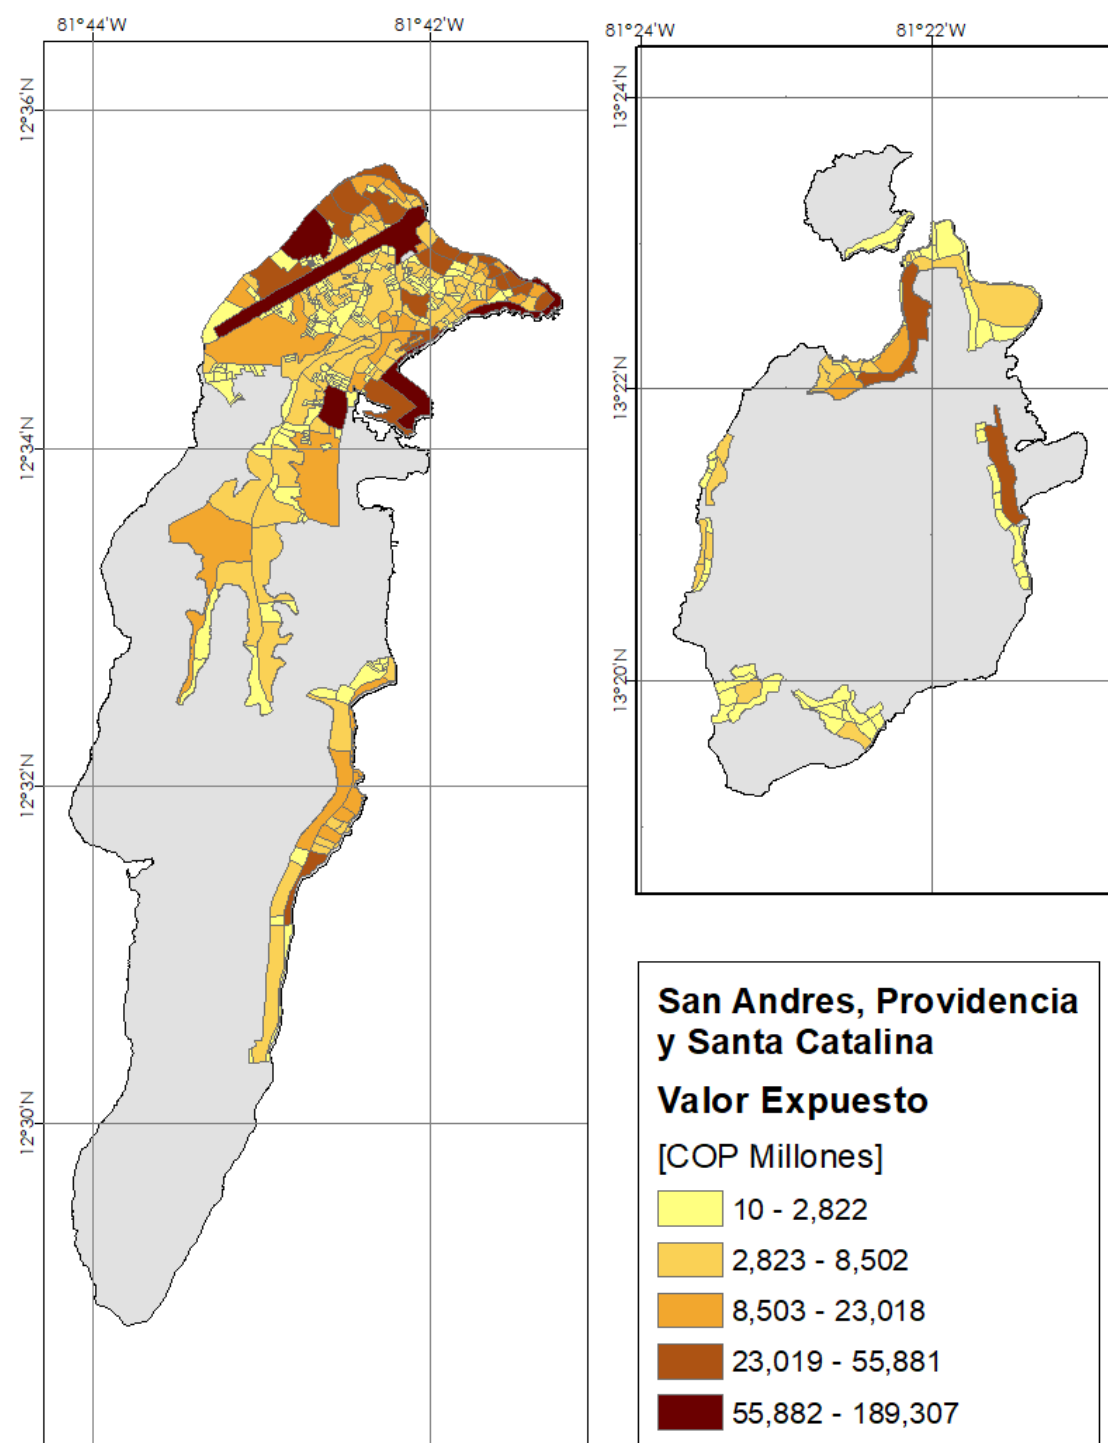 81°44'W
81°42'W
12°36'N
12°34'N
12°32'N
12°30'N
81°24'W
81°22'W
13°24'N
13°22'N
13°20'N
San Andres, Providencia
y Santa Catalina
Valor Expuesto
[COP Millones]
10 - 2,822
2,823 - 8,502
8,503 - 23,018
23,019 - 55,881
55,882 - 189,307